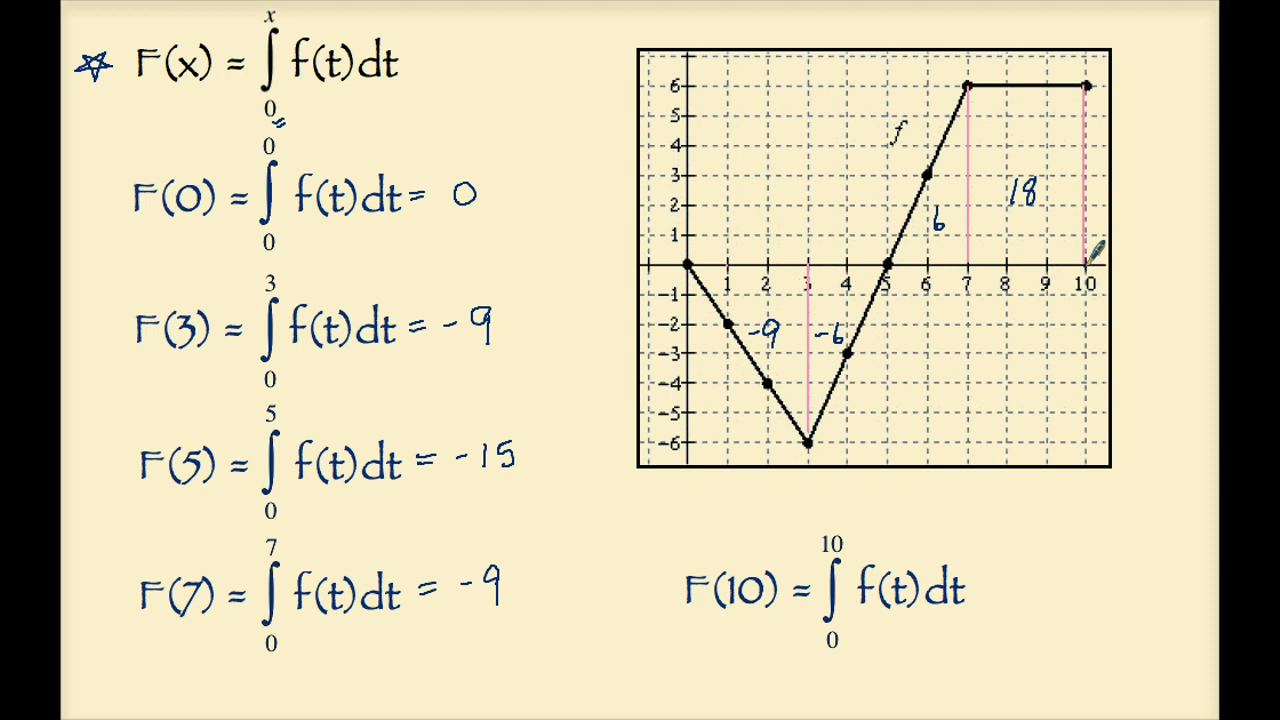 ☆ F(x) = ∫₀ˣ f(t)dt
F(0) = ∫₀⁰ f(t)dt = 0
F(3) = ∫₀³ f(t)dt = -9
F(5) = ∫₀⁵ f(t)dt = -15
F(7) = ∫₀⁷ f(t)dt = -9
6
5
4
3
2
1
-1
-2
-3
-4
-5
-6
1 2 3 4 5 6 7 8 9 10
f
18
6
-9 -6
F(10) = ∫₀¹⁰ f(t)dt